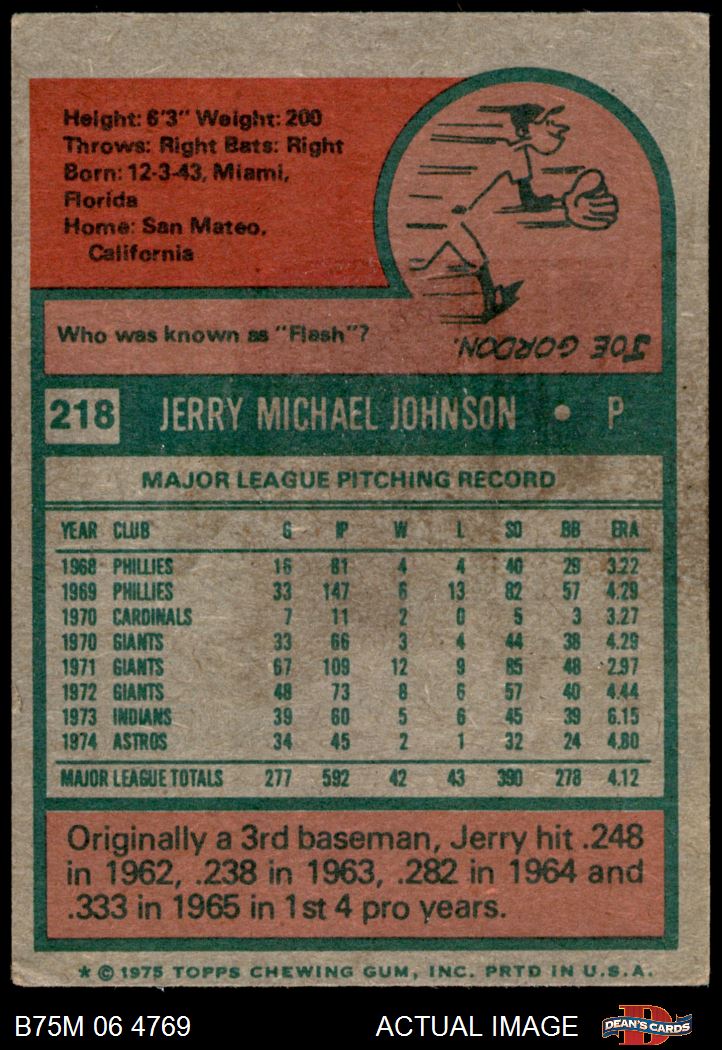 Height: 6'3" Weight: 200
Throws: Right Bats: Right
Born: 12-3-43, Miami,
Florida
Home: San Mateo,
California
Who was known as "Flash"?
JOE GORDON.
218 JERRY MICHAEL JOHNSON • P
MAJOR LEAGUE PITCHING RECORD
YEAR CLUB G IP W L SO BB ERA
1968 PHILLIES 16 81 4 4 40 29 3.22
1969 PHILLIES 33 147 6 13 82 57 4.29
1970 CARDINALS 7 11 2 0 5 3 3.27
1970 GIANTS 33 66 3 4 44 38 4.29
1971 GIANTS 67 109 12 9 85 48 2.97
1972 GIANTS 48 73 8 6 57 40 4.44
1973 INDIANS 39 60 5 6 45 39 6.15
1974 ASTROS 34 45 2 1 32 24 4.80
MAJOR LEAGUE TOTALS 277 592 42 43 390 278 4.12
Originally a 3rd baseman, Jerry hit .248
in 1962, .238 in 1963, .282 in 1964 and
.333 in 1965 in 1st 4 pro years.
* © 1975 TOPPS CHEWING GUM, INC. PRTD IN U.S.A.
B75M 06 4769 ACTUAL IMAGE DEAN'S CARDS